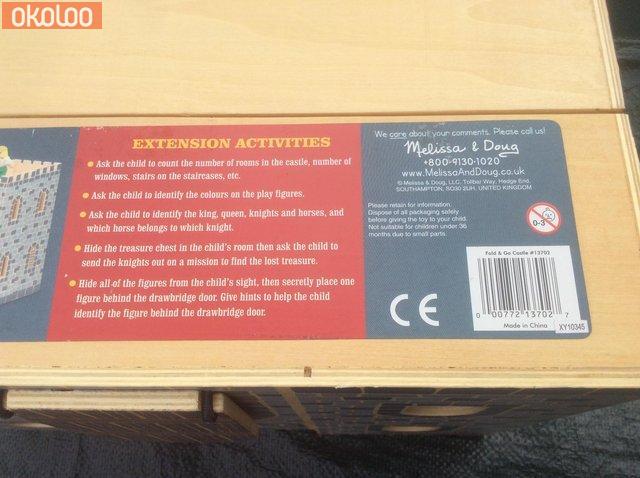 okoloo
EXTENSION ACTIVITIES
Ask the child to count the number of rooms in the castle, number of
windows, stairs on the staircases, etc.
Ask the child to identify the colours on the play figures.
Ask the child to identify the king, queen, knights and horses, and
which horse belongs to which knight.
Hide the treasure chest in the child's room then ask the child to
send the knights out on a mission to find the lost treasure.
Hide all of the figures from the child's sight, then secretly place one
figure behind the drawbridge door. Give hints to help the child
identify the figure behind the drawbridge door.
We care about your comments. Please call us!
Melissa & Doug
+800-9130-1020
www.MelissaAndDoug.co.uk
© Melissa & Doug, LLC. Tollbar Way, Hedge End,
SOUTHAMPTON, SO30 2UH, UNITED KINGDOM
Please retain for information.
Dispose of all packaging safely
before giving the toy to your child.
Not suitable for children under 36
months due to small parts.
0-3
CE
Fold & Go Castle #13702
0 00772 13702 7
Made in China
XY10345